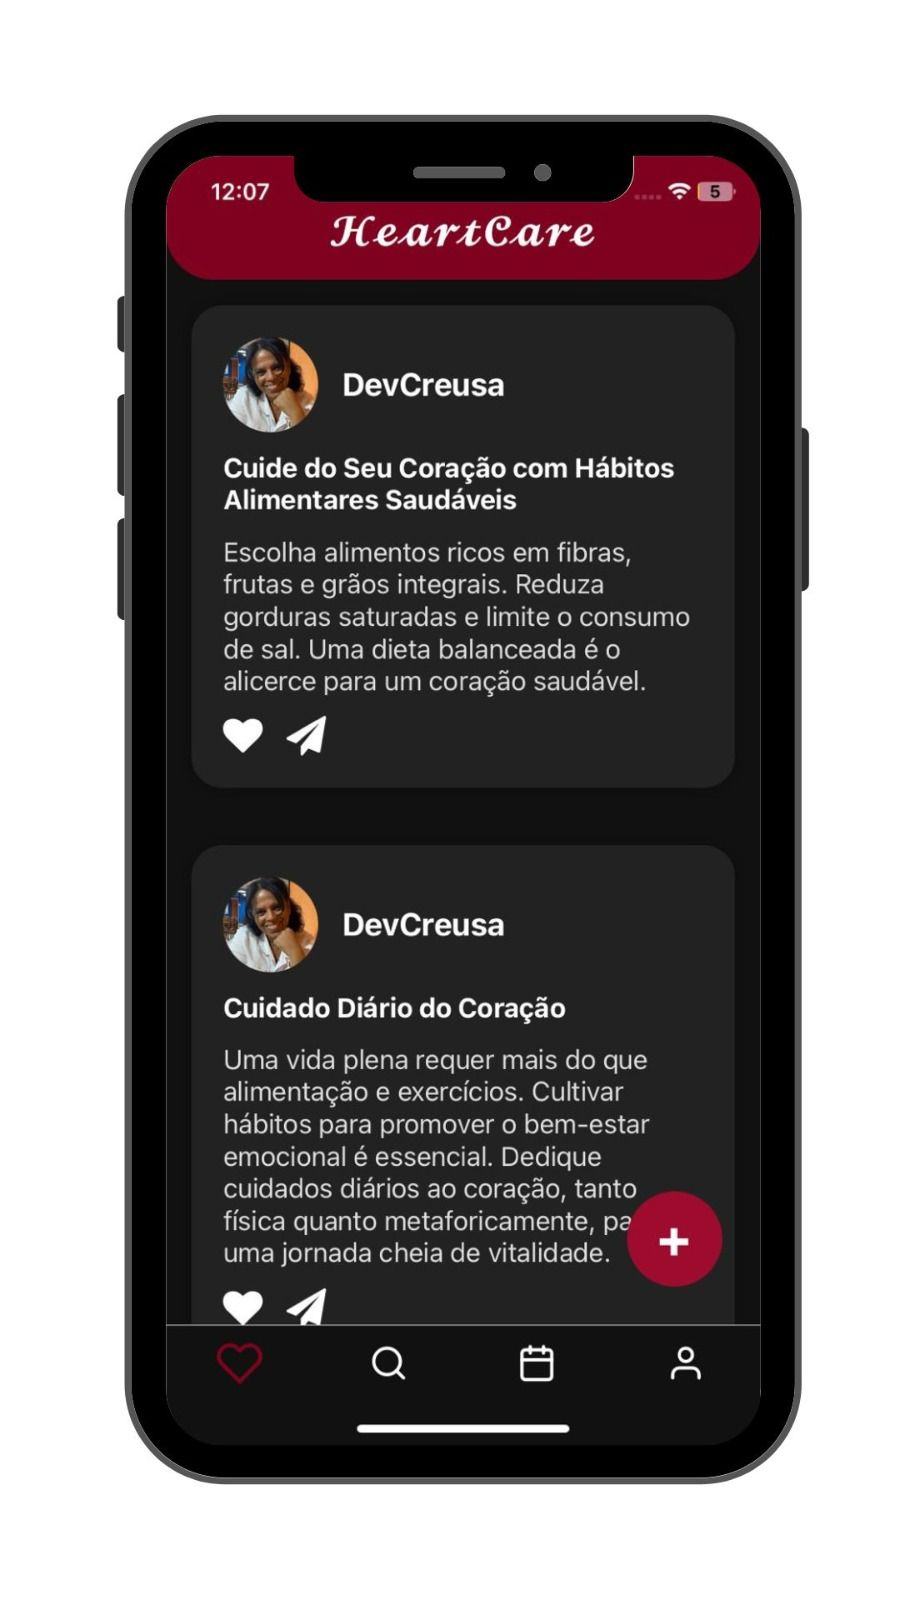 12:07
5
HeartCare
DevCreusa
Cuide do Seu Coração com Hábitos
Alimentares Saudáveis
Escolha alimentos ricos em fibras,
frutas e grãos integrais. Reduza
gorduras saturadas e limite o consumo
de sal. Uma dieta balanceada é o
alicerce para um coração saudável.
DevCreusa
Cuidado Diário do Coração
Uma vida plena requer mais do que
alimentação e exercícios. Cultivar
hábitos para promover o bem-estar
emocional é essencial. Dedique
cuidados diários ao coração, tanto
física quanto metaforicamente,
uma jornada cheia de vitalidade.
+